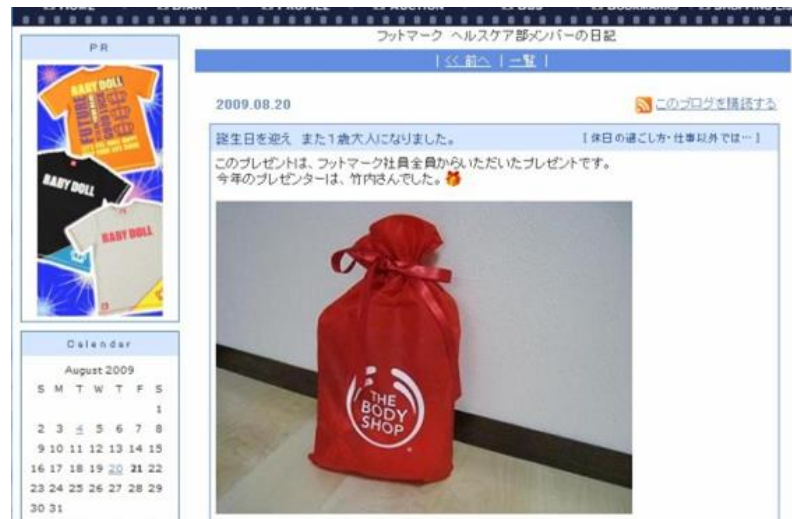 フットマーク ヘルスケア部メンバーの日記
| << 前へ | 一覧 |
PR
BABY DOLL
FUTURE
BABY DOLL
BABY DOLL
2009.08.20
このブログを購読する
誕生日を迎え また1歳大人になりました。
[ 休日の過ごし方・仕事以外では… ]
このプレゼントは、フットマーク社員全員からいただいたプレゼントです。
今年のプレゼンターは、竹内さんでした。
THE
BODY
SHOP
Calendar
August 2009
S M T W T F S
1
2 3 4 5 6 7 8
9 10 11 12 13 14 15
16 17 18 19 20 21 22
23 24 25 26 27 28 29
30 31